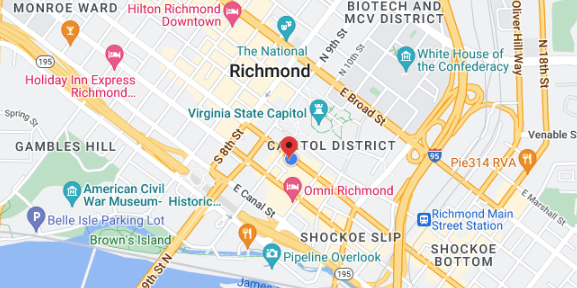 MONROE WARD
Hilton Richmond
Downtown
BIOTECH AND
MCV DISTRICT
The National
N 9th St
N 10th St
White House of
the Confederacy
Oliver Hill Way
N 18th St
195
Holiday Inn Express
Richmond...
Richmond
E Broad St
Spring St
Virginia State Capitol
GAMBLES HILL
S 8th St
CAPITOL DISTRICT
95
Venable S
Pie314 RVA
American Civil
War Museum- Historic...
Omni Richmond
E Canal St
E Marshall St
Belle Isle Parking Lot
Richmond Main
Street Station
Brown's Island
SHOCKOE SLIP
SHOCKOE
BOTTOM
Pipeline Overlook
195
9th St N
James